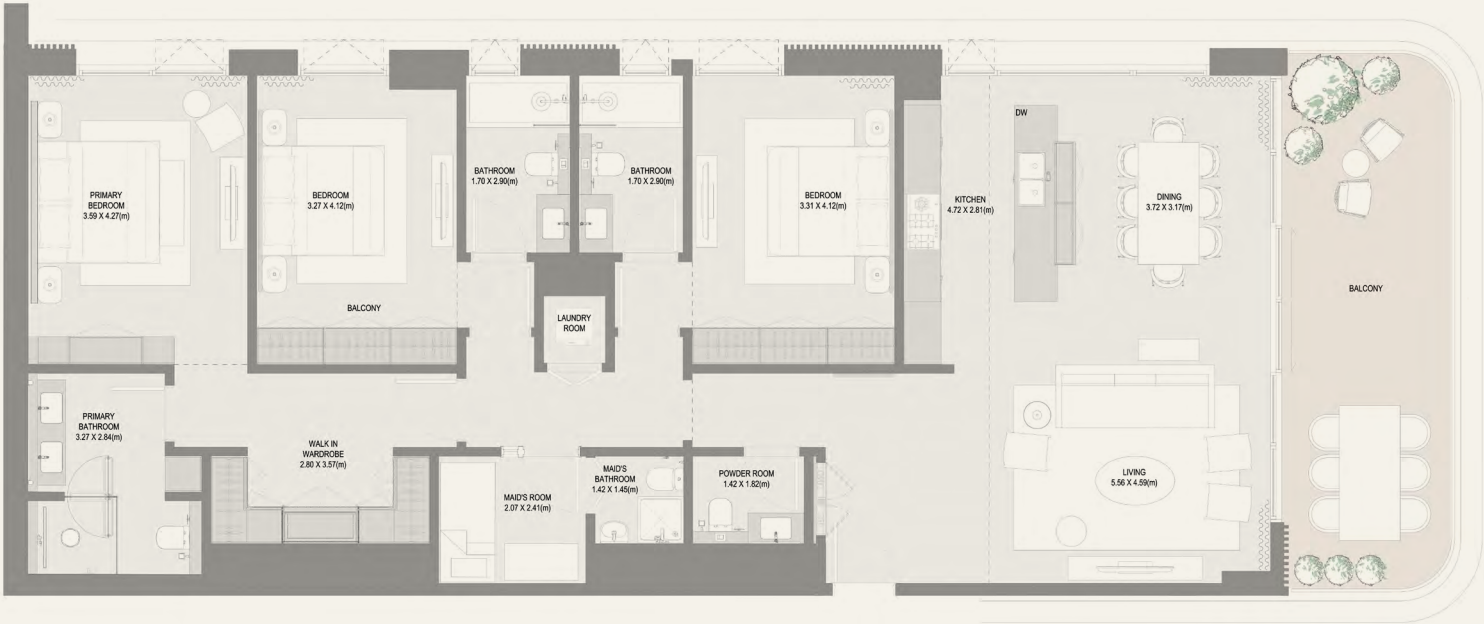 DW
PRIMARY
BEDROOM
3.59 X 4.27(m)
BEDROOM
3.27 X 4.12(m)
BATHROOM
1.70 X 2.90(m)
BATHROOM
1.70 X 2.90(m)
BEDROOM
3.31 X 4.12(m)
KITCHEN
4.72 X 2.81(m)
DINING
3.72 X 3.17(m)
BALCONY
BALCONY
LAUNDRY
ROOM
PRIMARY
BATHROOM
3.27 X 2.84(m)
WALK IN
WARDROBE
2.80 X 3.57(m)
MAID'S ROOM
2.07 X 2.41(m)
MAID'S
BATHROOM
1.42 X 1.45(m)
POWDER ROOM
1.42 X 1.82(m)
LIVING
5.56 X 4.59(m)